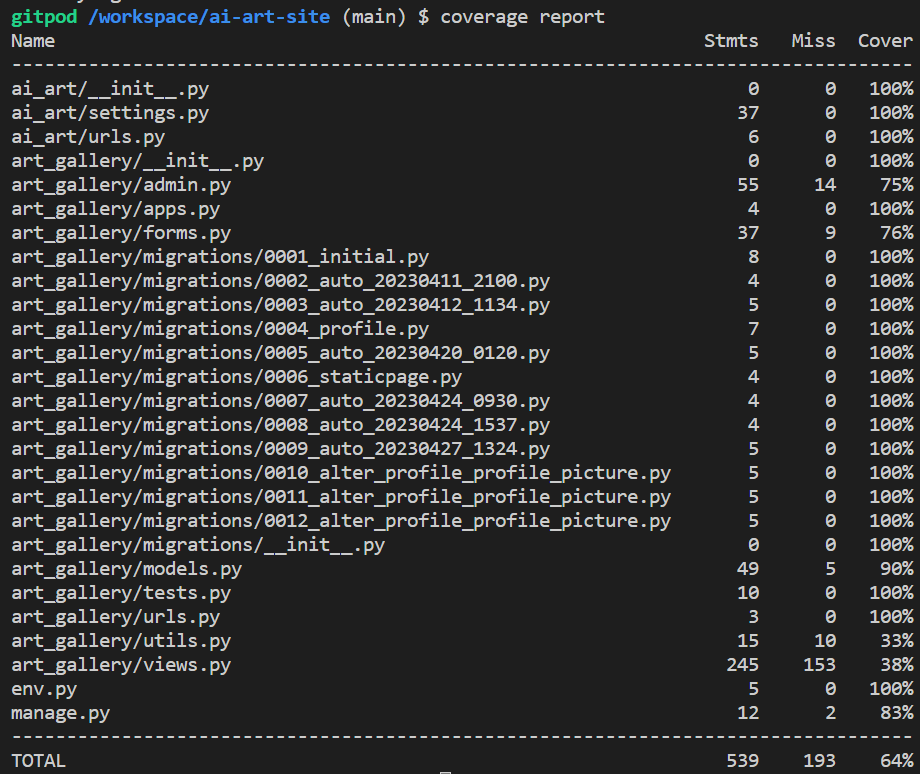 gitpod /workspace/ai-art-site (main) $ coverage report
Name Stmts Miss Cover
--------------------------------------------------------------------------------
ai_art/__init__.py 0 0 100%
ai_art/settings.py 37 0 100%
ai_art/urls.py 6 0 100%
art_gallery/__init__.py 0 0 100%
art_gallery/admin.py 55 14 75%
art_gallery/apps.py 4 0 100%
art_gallery/forms.py 37 9 76%
art_gallery/migrations/0001_initial.py 8 0 100%
art_gallery/migrations/0002_auto_20230411_2100.py 4 0 100%
art_gallery/migrations/0003_auto_20230412_1134.py 5 0 100%
art_gallery/migrations/0004_profile.py 7 0 100%
art_gallery/migrations/0005_auto_20230420_0120.py 5 0 100%
art_gallery/migrations/0006_staticpage.py 4 0 100%
art_gallery/migrations/0007_auto_20230424_0930.py 4 0 100%
art_gallery/migrations/0008_auto_20230424_1537.py 4 0 100%
art_gallery/migrations/0009_auto_20230427_1324.py 5 0 100%
art_gallery/migrations/0010_alter_profile_profile_picture.py 5 0 100%
art_gallery/migrations/0011_alter_profile_profile_picture.py 5 0 100%
art_gallery/migrations/0012_alter_profile_profile_picture.py 5 0 100%
art_gallery/migrations/__init__.py 0 0 100%
art_gallery/models.py 49 5 90%
art_gallery/tests.py 10 0 100%
art_gallery/urls.py 3 0 100%
art_gallery/utils.py 15 10 33%
art_gallery/views.py 245 153 38%
env.py 5 0 100%
manage.py 12 2 83%
--------------------------------------------------------------------------------
TOTAL 539 193 64%